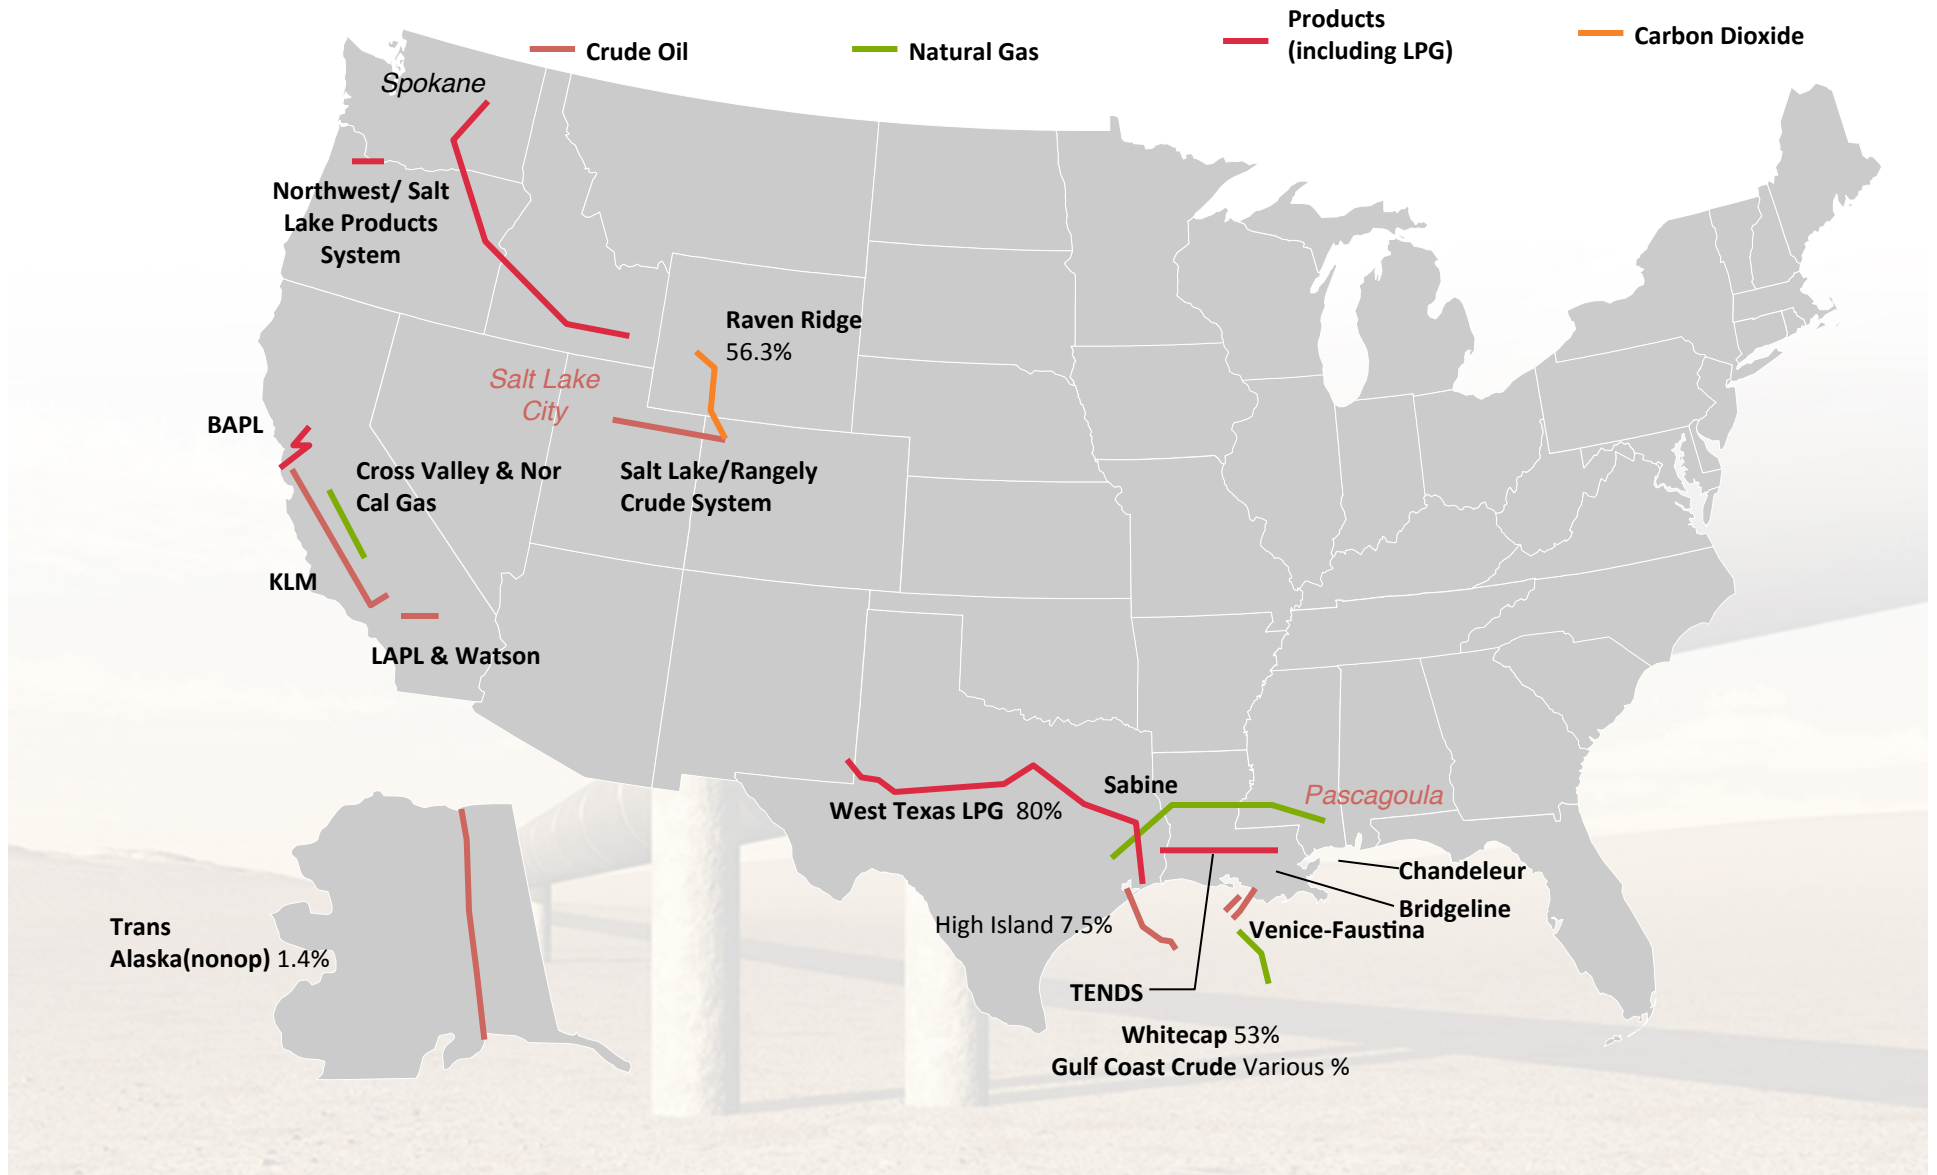 Crude Oil
Natural Gas
Products
(including LPG)
Carbon Dioxide
Spokane
Northwest/ Salt
Lake Products
System
Raven Ridge
56.3%
Salt Lake
City
BAPL
Cross Valley & Nor
Cal Gas
Salt Lake/Rangely
Crude System
KLM
LAPL & Watson
Sabine
Pascagoula
West Texas LPG 80%
Chandeleur
Bridgeline
High Island 7.5%
Venice-Faustina
Trans
Alaska(nonop) 1.4%
TENDS
Whitecap 53%
Gulf Coast Crude Various %